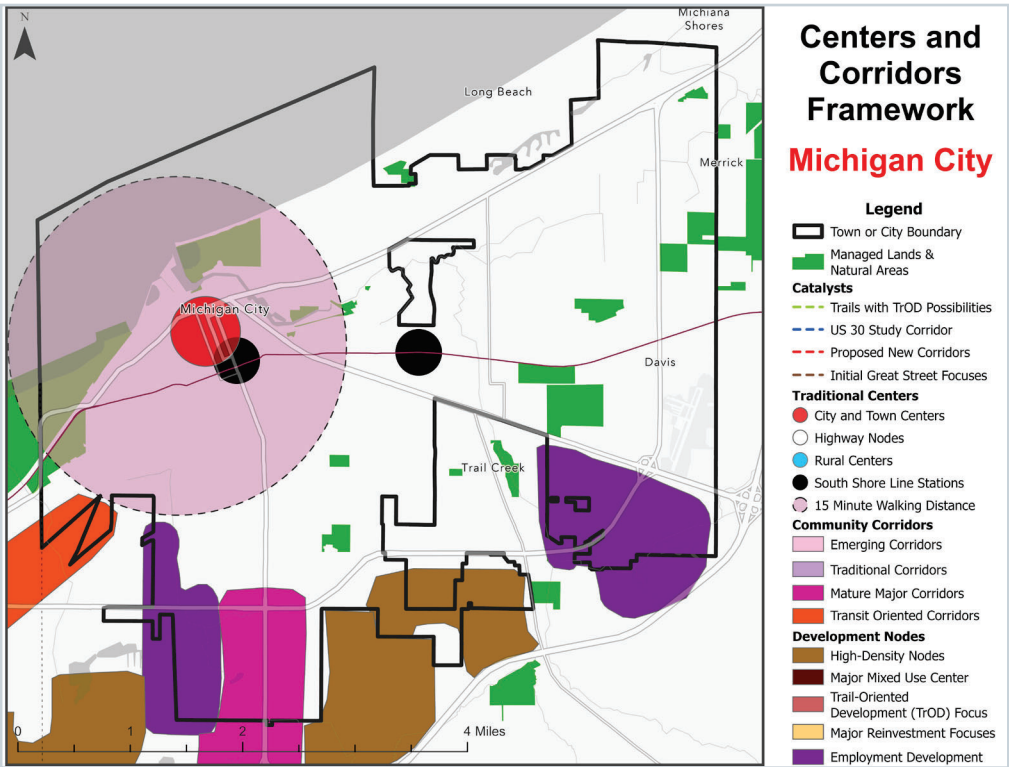 N
Michiana
Shores
Long Beach
Merrick
Michigan City
Davis
Trail Creek
0 1 2 4 Miles
Centers and
Corridors
Framework
Michigan City
Legend
Town or City Boundary
Managed Lands &
Natural Areas
Catalysts
Trails with TrOD Possibilities
US 30 Study Corridor
Proposed New Corridors
Initial Great Street Focuses
Traditional Centers
City and Town Centers
Highway Nodes
Rural Centers
South Shore Line Stations
15 Minute Walking Distance
Community Corridors
Emerging Corridors
Traditional Corridors
Mature Major Corridors
Transit Oriented Corridors
Development Nodes
High-Density Nodes
Major Mixed Use Center
Trail-Oriented
Development (TrOD) Focus
Major Reinvestment Focuses
Employment Development